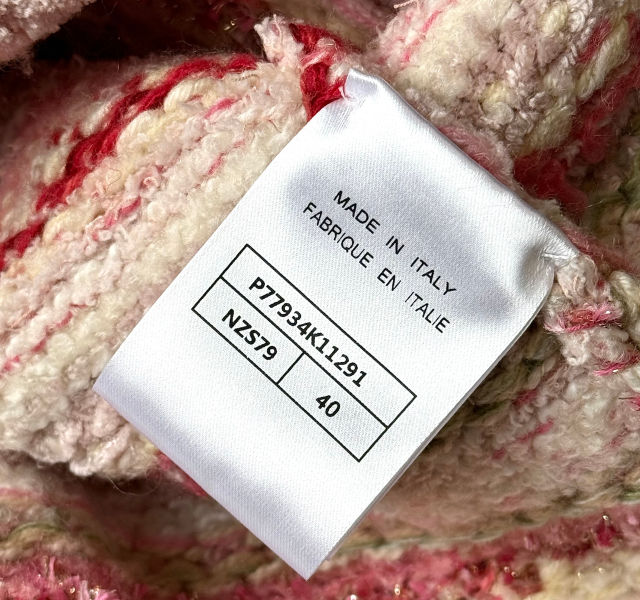 MADE IN ITALY
FABRIQUE EN ITALIE
P77934K11291
NZS79
40